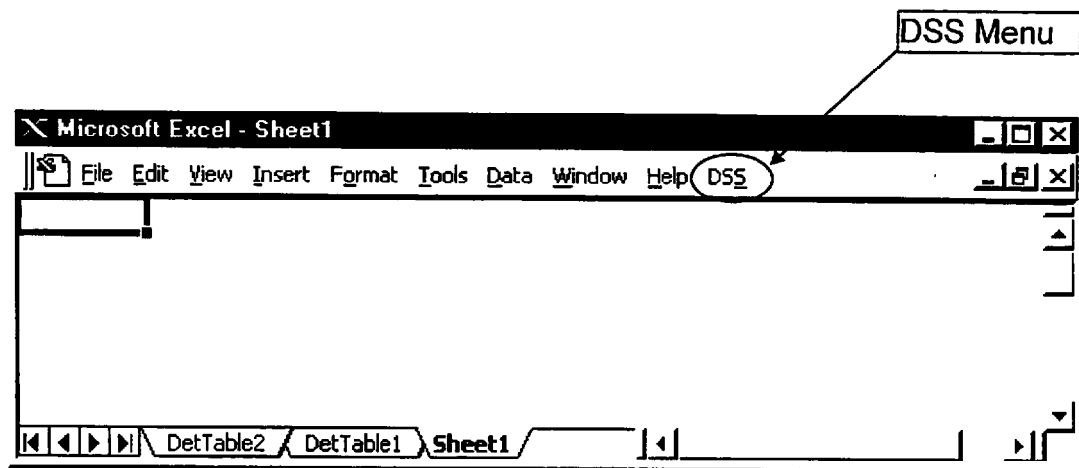 DSS Menu
Microsoft Excel - Sheet1
File Edit View Insert Format Tools Data Window Help DSS
DetTable2 DetTable1 Sheet1